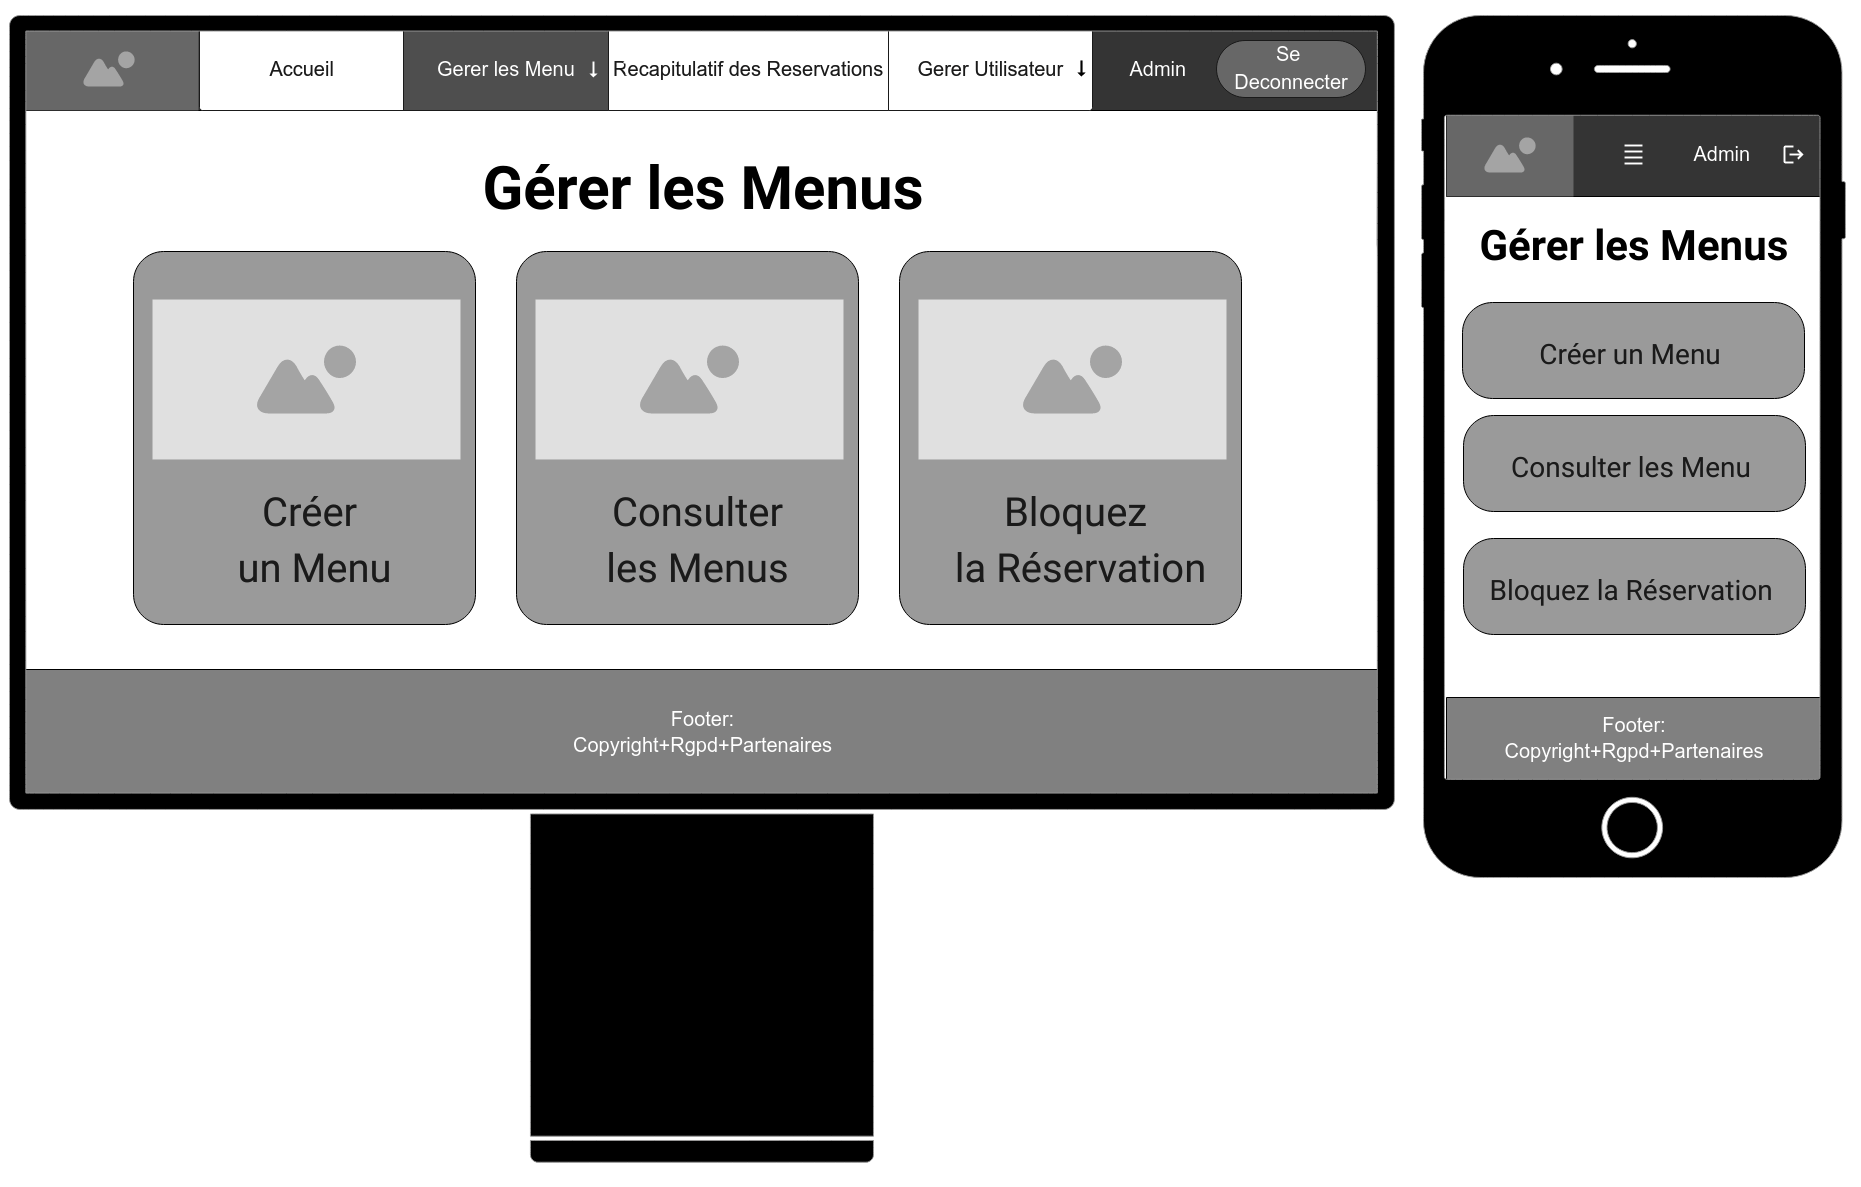 Accueil
Gerer les Menu ↓
Recapitulatif des Reservations
Gerer Utilisateur ↓
Admin
Se
Deconnecter
Gérer les Menus
Créer
un Menu
Consulter
les Menus
Bloquez
la Réservation
Footer:
Copyright+Rgpd+Partenaires
Admin
Gérer les Menus
Créer un Menu
Consulter les Menu
Bloquez la Réservation
Footer:
Copyright+Rgpd+Partenaires